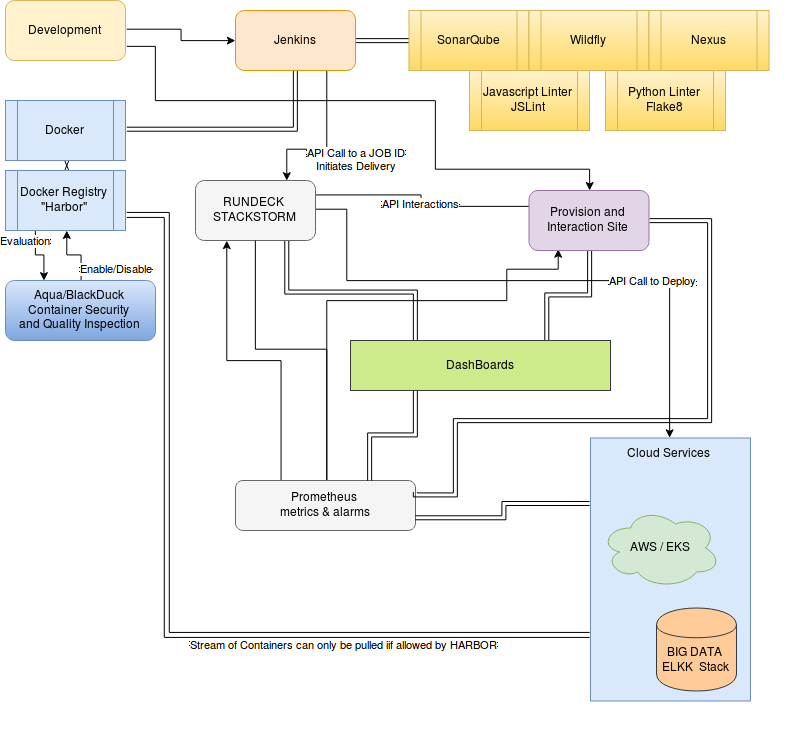 Development
Jenkins
SonarQube
Wildfly
Nexus
Javascript Linter
JSLint
Python Linter
Flake8
Docker
API Call to a JOB ID
Initiates Delivery
Docker Registry
"Harbor"
RUNDECK
STACKSTORM
API Interactions
Provision and
Interaction Site
Evaluation
Enable/Disable
API Call to Deploy
Aqua/BlackDuck
Container Security
and Quality Inspection
DashBoards
Cloud Services
Prometheus
metrics & alarms
AWS / EKS
Stream of Containers can only be pulled iif allowed by HARBOR
BIG DATA
ELKK Stack